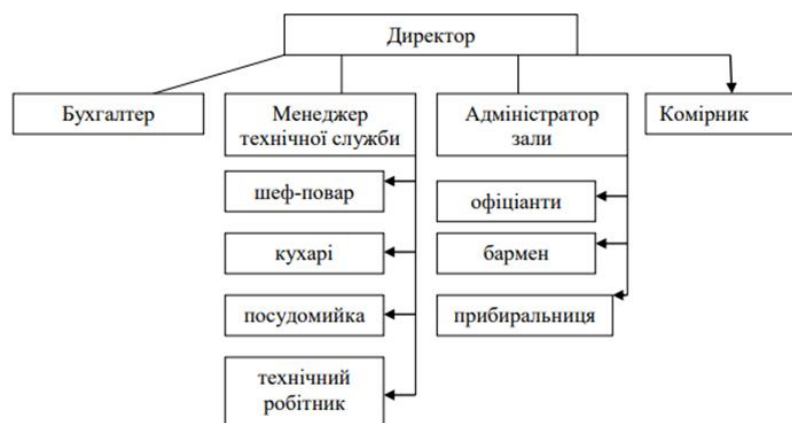 Директор
Бухгалтер
Менеджер
технічної служби
Адміністратор
зали
Комірник
шеф-повар
офіціанти
кухарі
бармен
посудомийка
прибиральниця
технічний
робітник